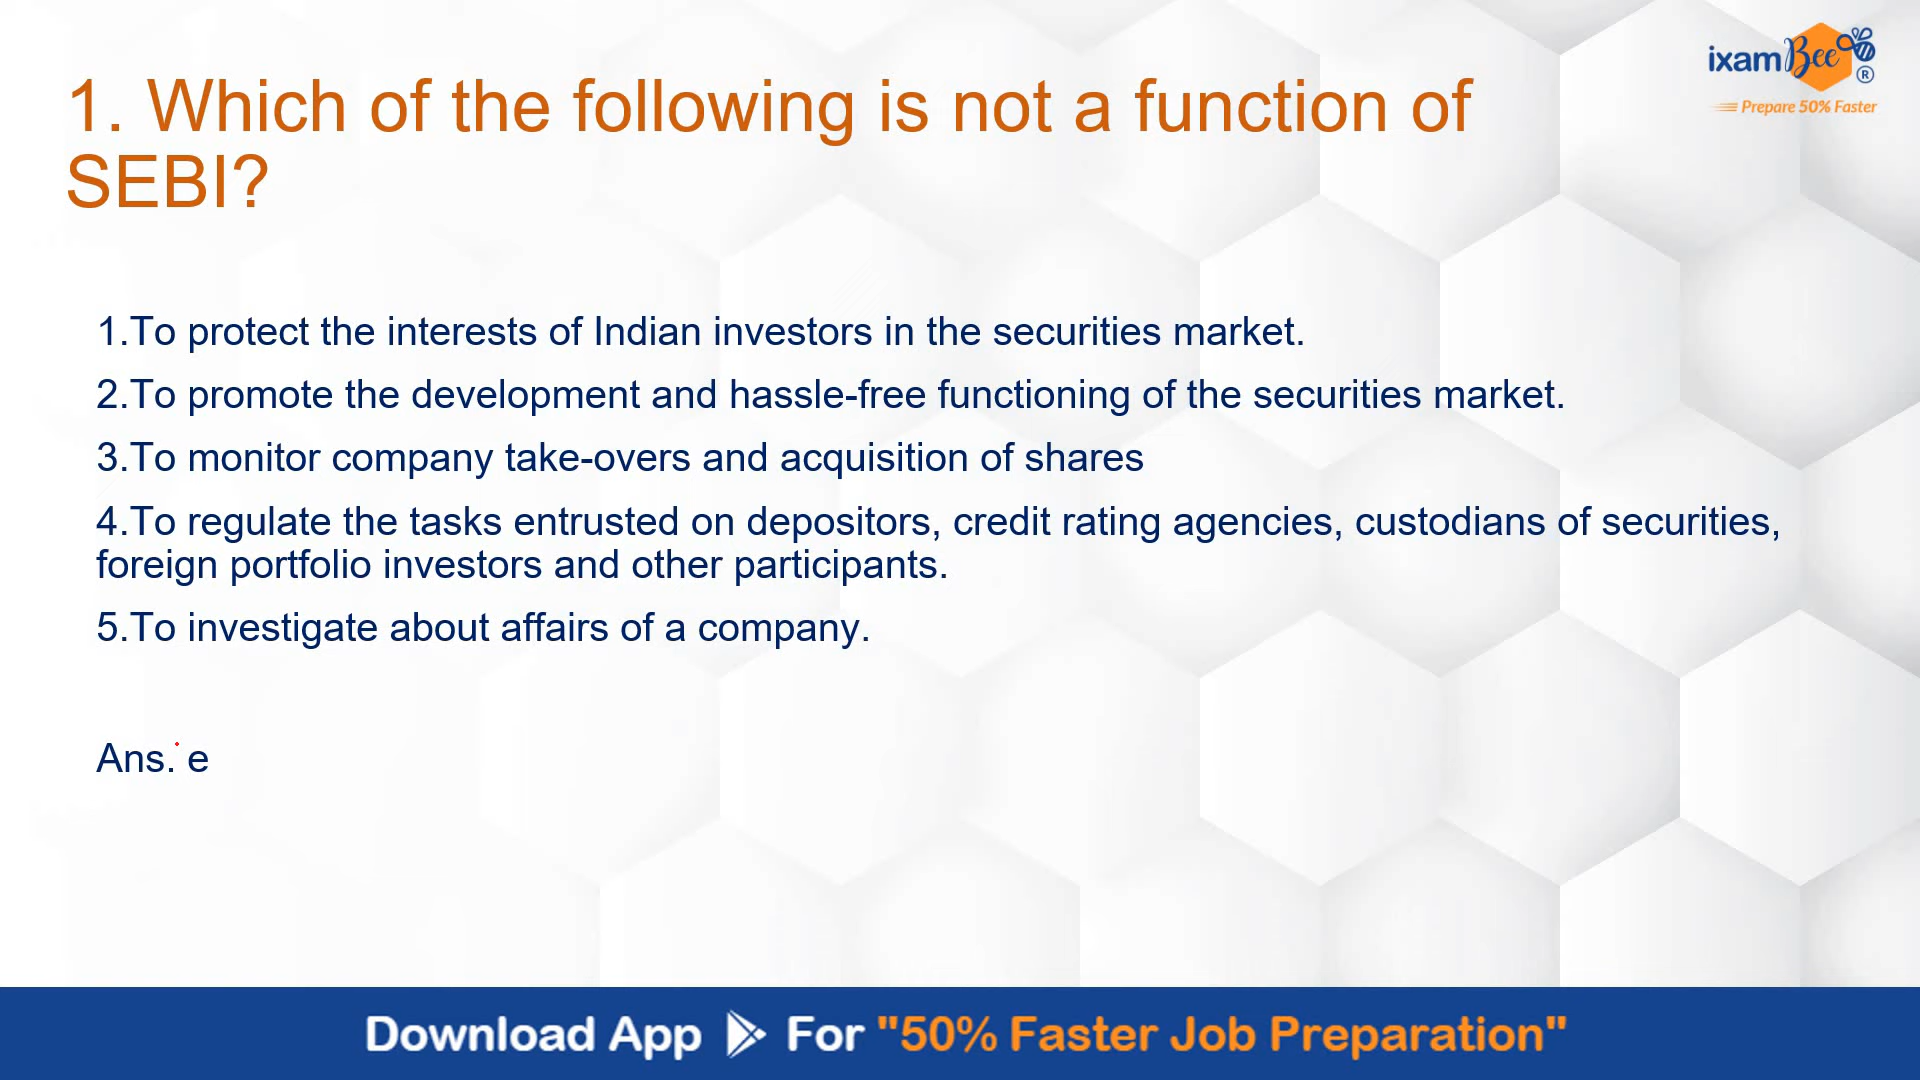 ixamBee®
Prepare 50% Faster
1. Which of the following is not a function of
SEBI?
1.To protect the interests of Indian investors in the securities market.
2.To promote the development and hassle-free functioning of the securities market.
3.To monitor company take-overs and acquisition of shares
4.To regulate the tasks entrusted on depositors, credit rating agencies, custodians of securities,
foreign portfolio investors and other participants.
5.To investigate about affairs of a company.
Ans. e
Download App For "50% Faster Job Preparation"